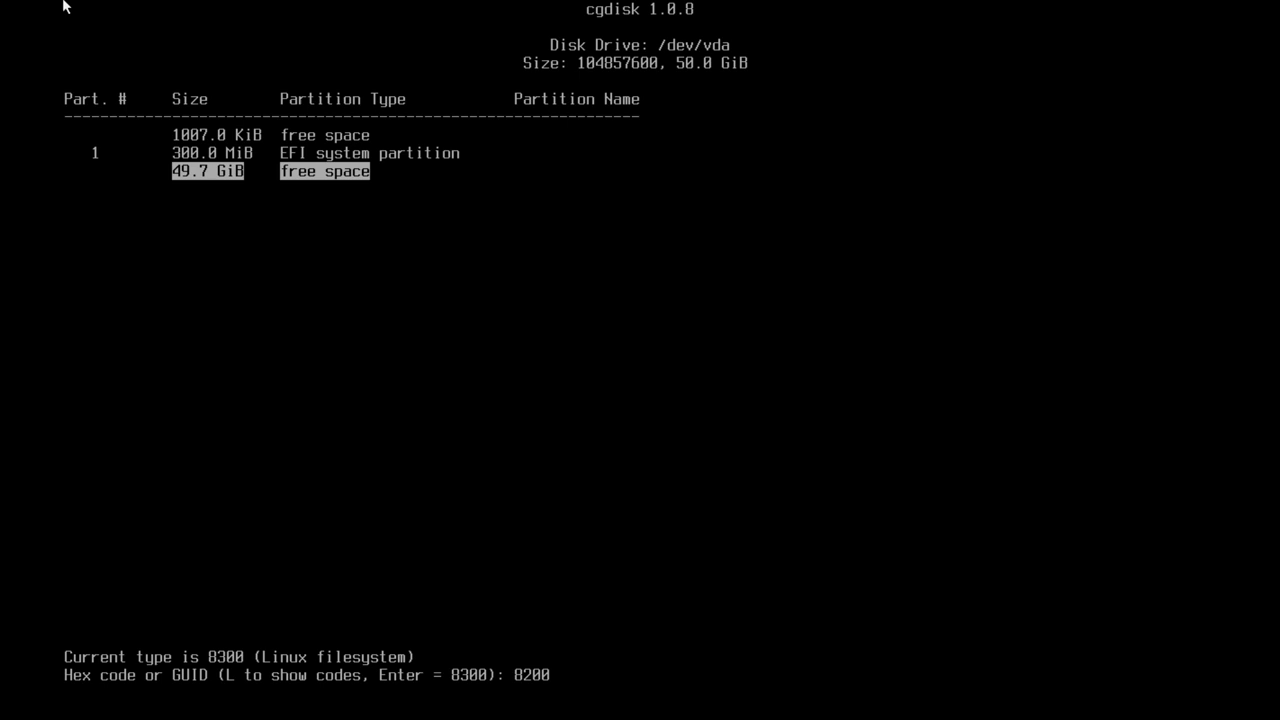 cgdisk 1.0.8
Disk Drive: /dev/vda
Size: 104857600, 50.0 GiB
Part. # Size Partition Type Partition Name
----------------------------------------------------------------
1007.0 KiB free space
1 300.0 MiB EFI system partition
49.7 GiB free space
Current type is 8300 (Linux filesystem)
Hex code or GUID (L to show codes, Enter = 8300): 8200